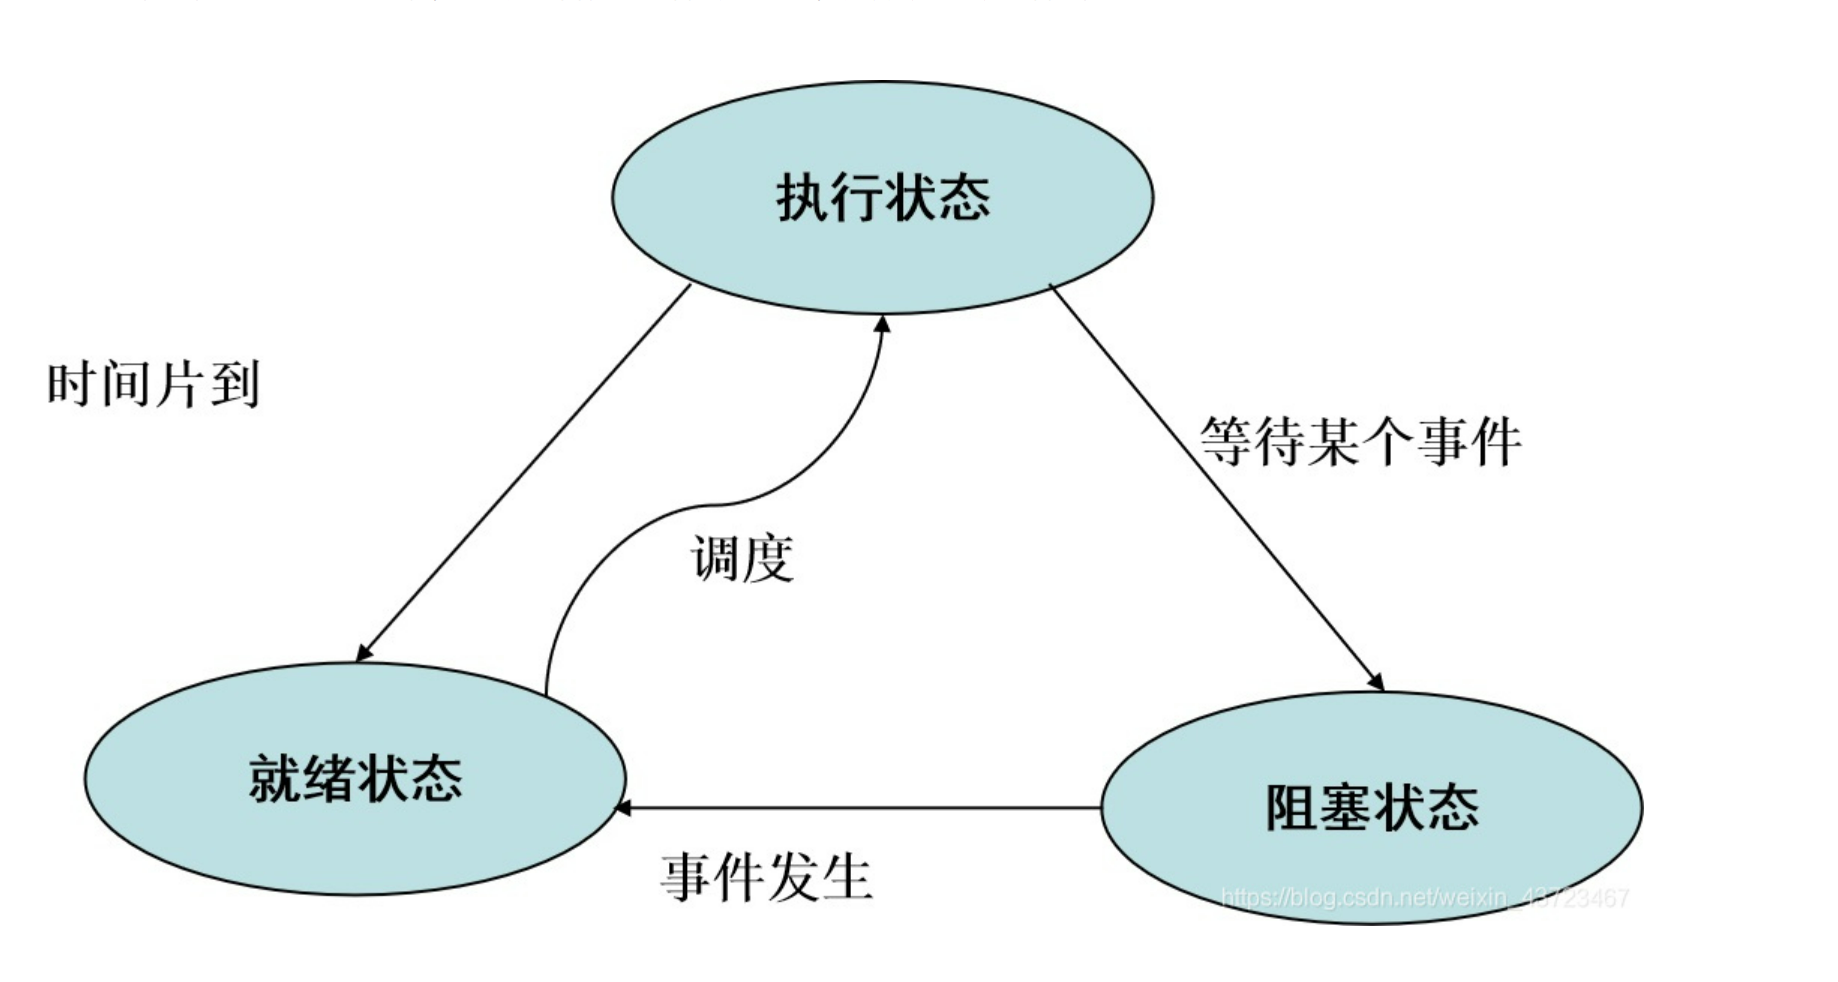 执行状态
时间片到
等待某个事件
调度
就绪状态
阻塞状态
事件发生
https://blog.csdn.net/weixin_43723467